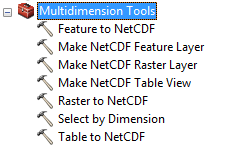 Multidimension Tools
Feature to NetCDF
Make NetCDF Feature Layer
Make NetCDF Raster Layer
Make NetCDF Table View
Raster to NetCDF
Select by Dimension
Table to NetCDF